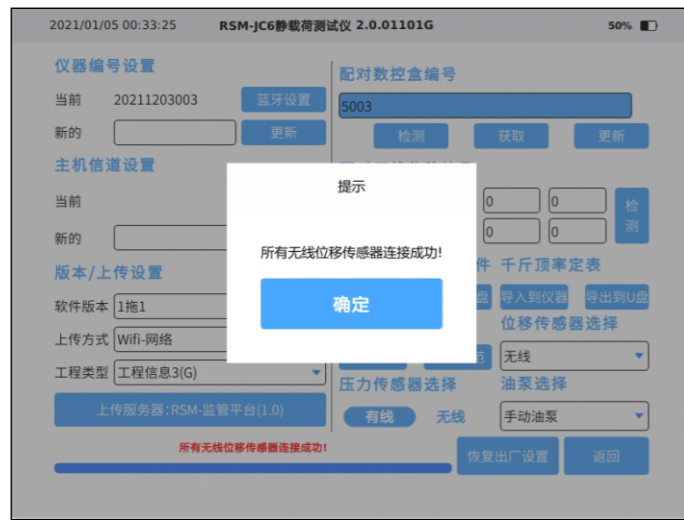 2021/01/05 00:33:25 RSM-JC6静载荷测试仪 2.0.01101G 50%
仪器编号设置
当前 20211203003 蓝牙设置
新的 更新
主机信道设置
当前
新的
版本/上传设置
软件版本 1拖1
上传方式 Wifi-网络
工程类型 工程信息3(G)
上传服务器:RSM-监管平台(1.0)
配对数控盒编号
5003
检测 获取 更新
0 0 检测
0 0
件 千斤顶率定表
盘 导入到仪器 导出到U盘
位移传感器选择
范 无线
压力传感器选择 油泵选择
有线 无线 手动油泵
提示
所有无线位移传感器连接成功!
确定
所有无线位移传感器连接成功!
恢复出厂设置 返回